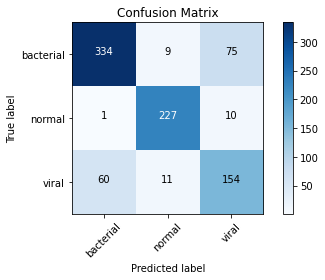 Confusion Matrix
bacterial 334 9 75
normal 1 227 10
viral 60 11 154
bacterial normal viral
True label
Predicted label
300
250
200
150
100
50